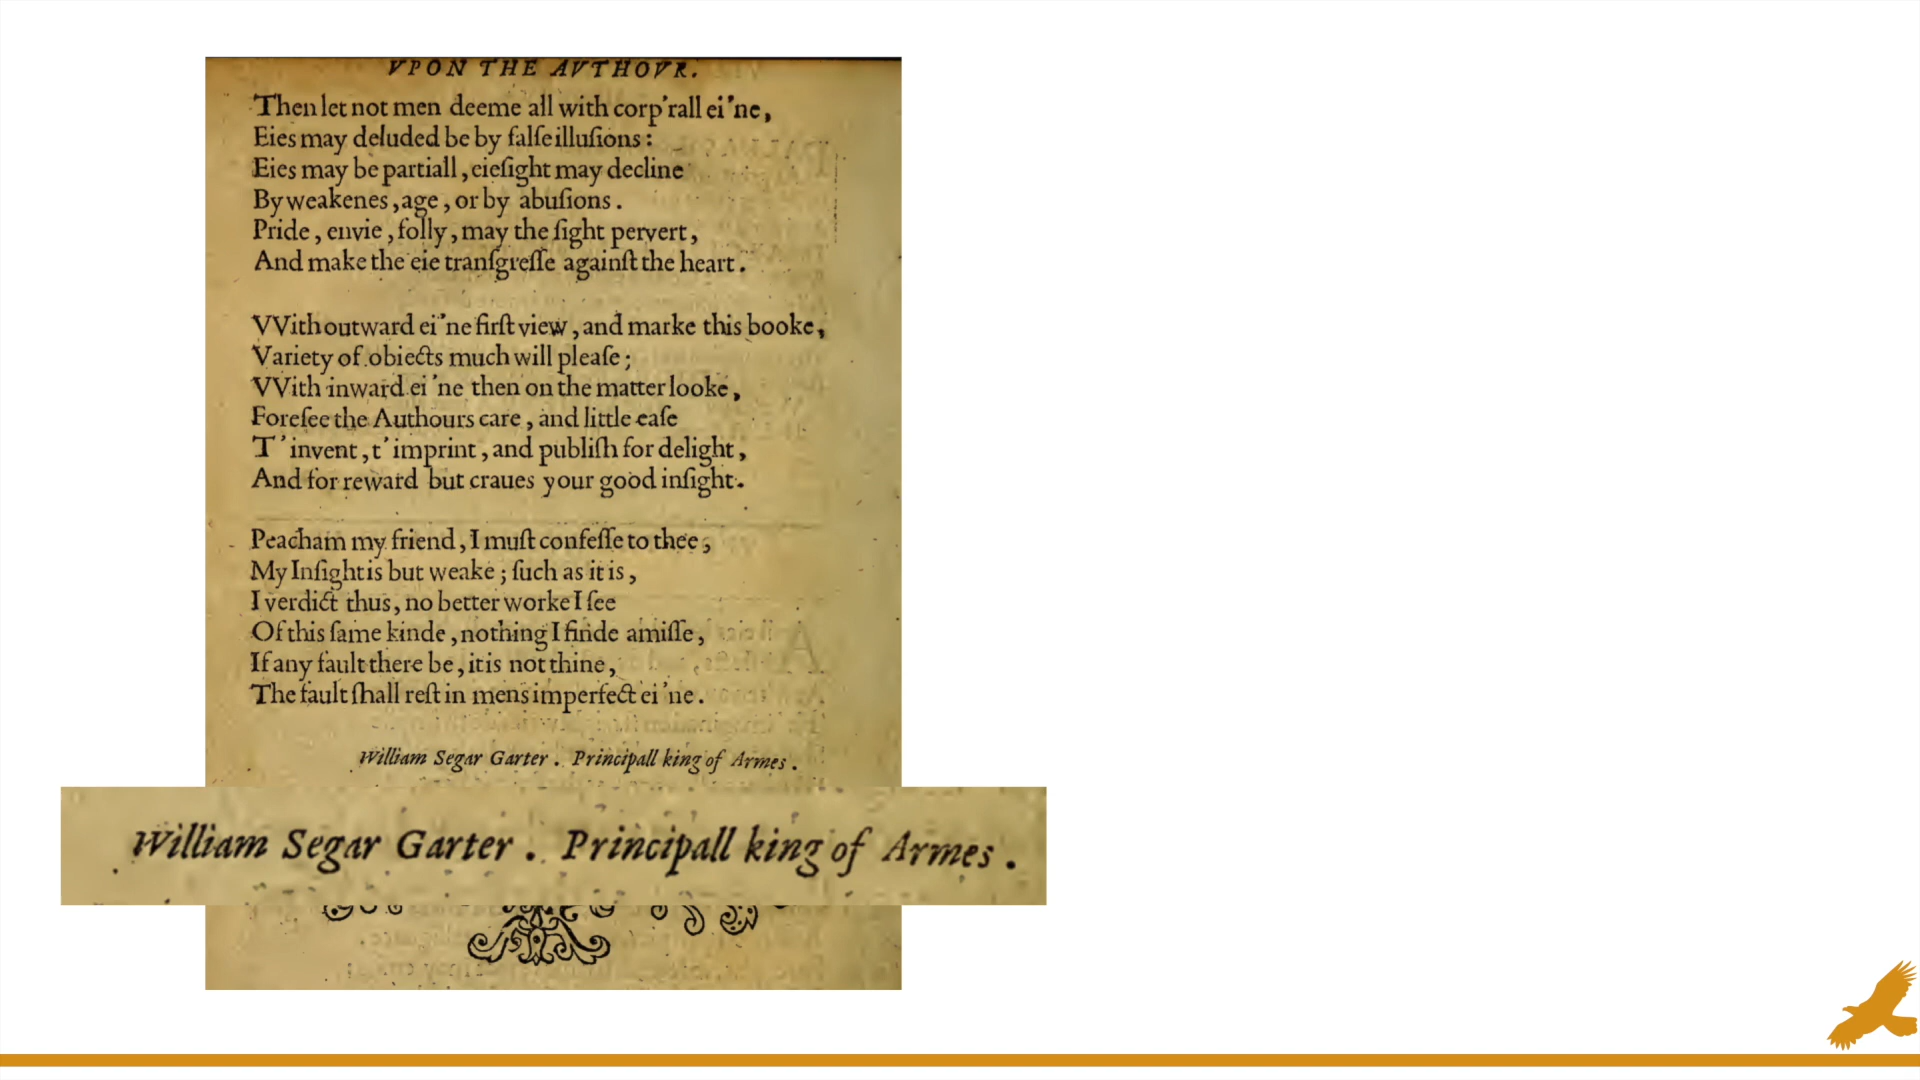 VPON THE AVTHOVR.
Then let not men deeme all with corp'rall ei'ne,
Eies may deluded be by falſe illuſions:
Eies may be partiall, eieſight may decline
By weakenes, age, or by abuſions.
Pride, envie, folly, may the ſight pervert,
And make the eie tranſgreſſe againſt the heart.
VVith outward ei'ne firſt view, and marke this booke,
Variety of obiects much will pleaſe;
VVith inward ei'ne then on the matter looke,
Foreſee the Authours care, and little eaſe
T'invent, t'imprint, and publiſh for delight,
And for reward but craues your good inſight.
Peacham my friend, I muſt confeſſe to thee,
My Inſight is but weake; ſuch as it is,
I verdict thus, no better worke I ſee
Of this ſame kinde, nothing I finde amiſſe,
If any fault there be, it is not thine,
The fault ſhall reſt in mens imperfect ei'ne.
William Segar Garter. Principall king of Armes.
William Segar Garter. Principall king of Armes.